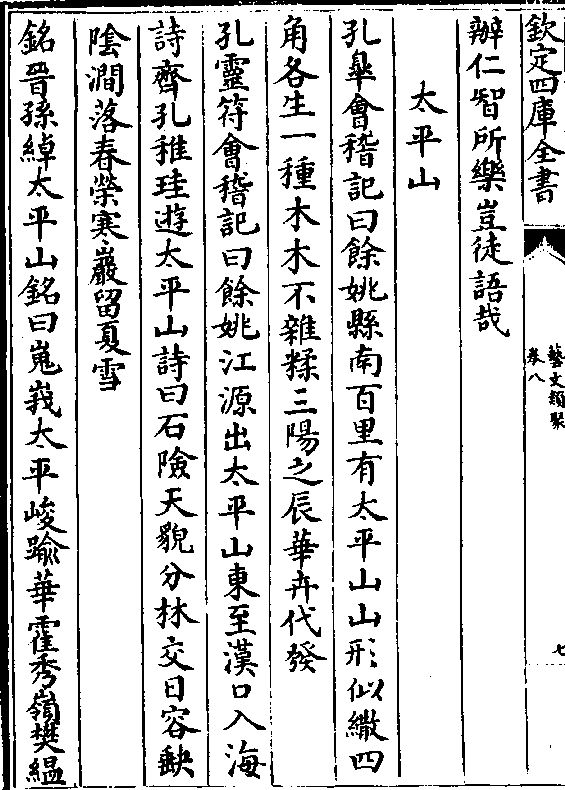 欽定四庫全書
藝文類聚
卷八
七
辦仁智所樂豈徒語哉
太平山
孔皐會稽記曰餘姚縣南百里有太平山山形似繖四
角各生一種木木不雜糅三陽之辰華卉代發
孔靈符會稽記曰餘姚江源出太平山東至漢口入海
詩齊孔稚珪遊太平山詩曰石險天貌分林交日容缺
陰澗落春榮寒巖留夏雪
銘晉孫綽太平山銘曰嵬峩太平峻踰華霍秀嶺樊緼